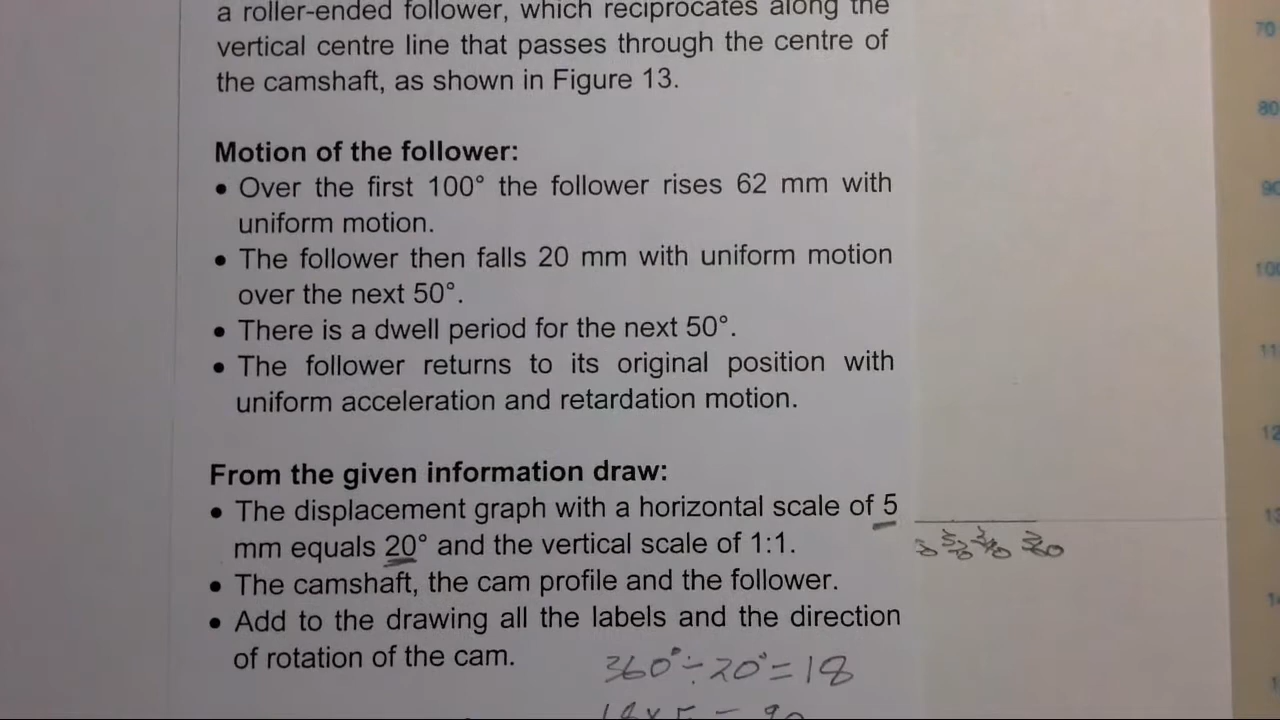 a roller-ended follower, which reciprocates along the
vertical centre line that passes through the centre of
the camshaft, as shown in Figure 13.
Motion of the follower:
• Over the first 100° the follower rises 62 mm with
uniform motion.
• The follower then falls 20 mm with uniform motion
over the next 50°.
• There is a dwell period for the next 50°.
• The follower returns to its original position with
uniform acceleration and retardation motion.
From the given information draw:
• The displacement graph with a horizontal scale of 5
mm equals 20° and the vertical scale of 1:1.
• The camshaft, the cam profile and the follower.
• Add to the drawing all the labels and the direction
of rotation of the cam.
360° ÷ 20° = 18
18 x 5 = 90
70
80